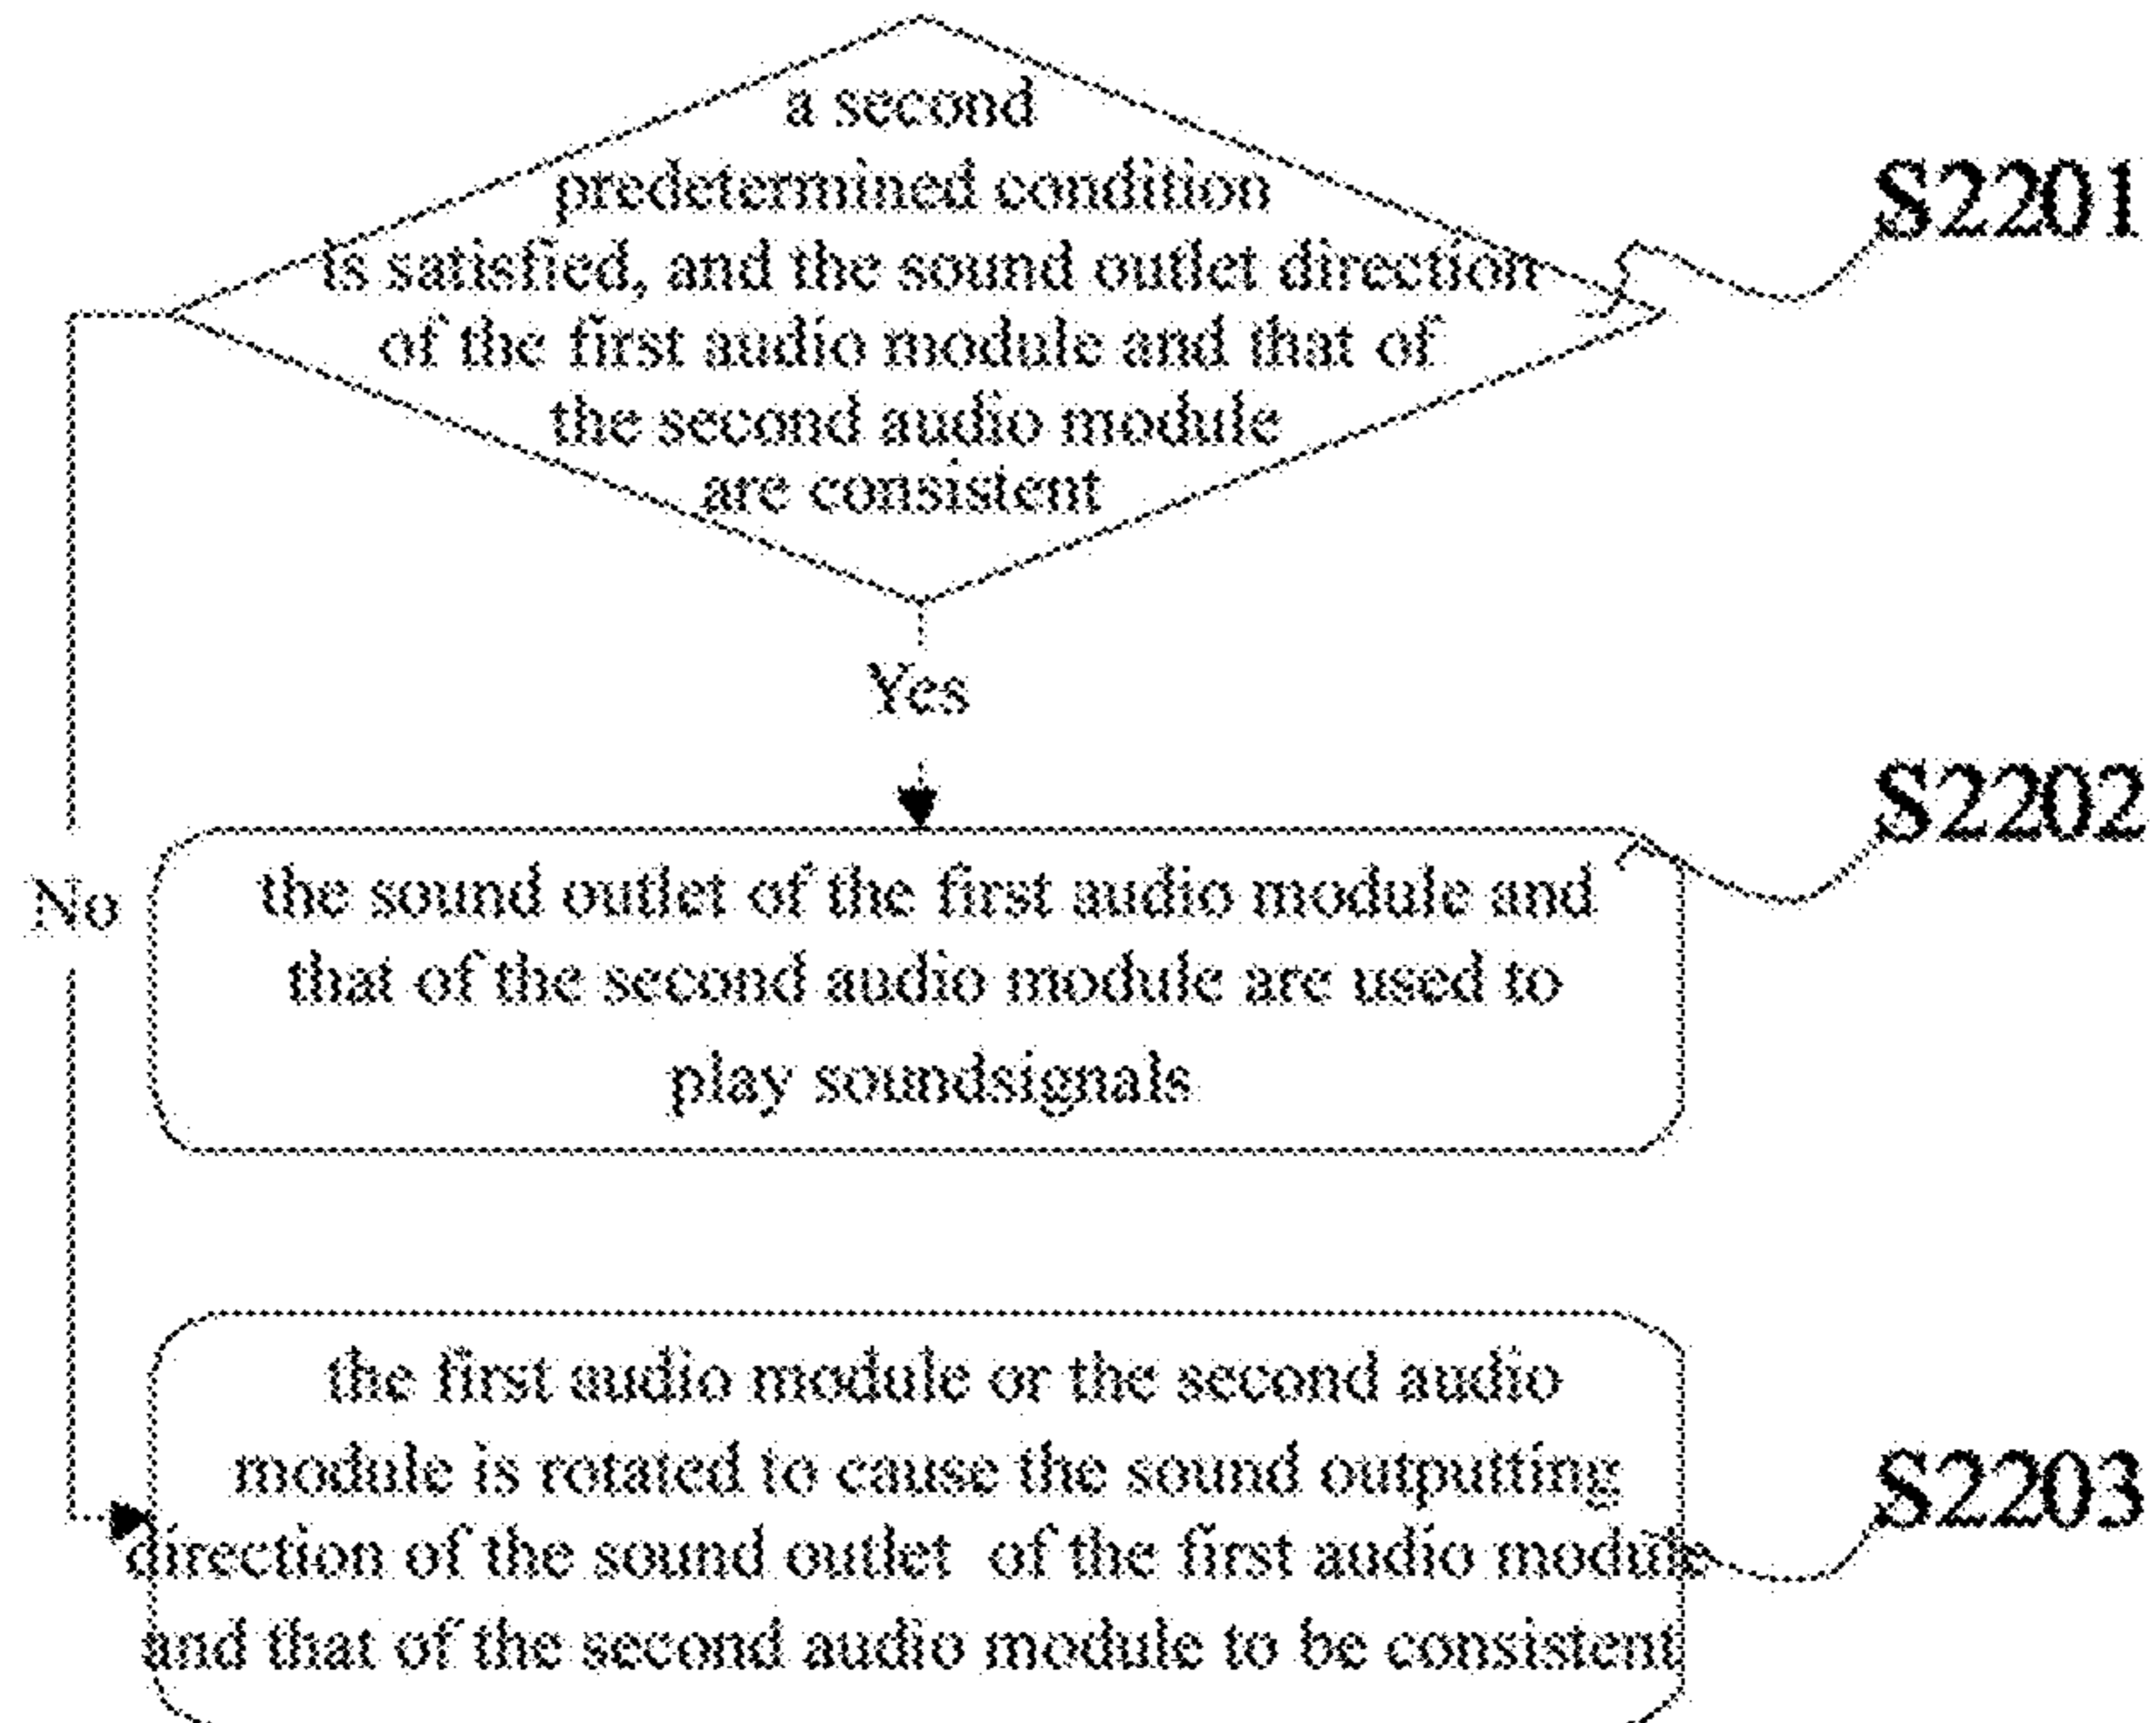 a second
predetermined condition
is satisfied, and the sound outlet direction
of the first audio module and that of
the second audio module
are consistent
S2201
Yes
S2202
No
the sound outlet of the first audio module and
that of the second audio module are used to
play soundsignals
the first audio module or the second audio
module is rotated to cause the sound outputting
direction of the sound outlet of the first audio module
and that of the second audio module to be consistent
S2203